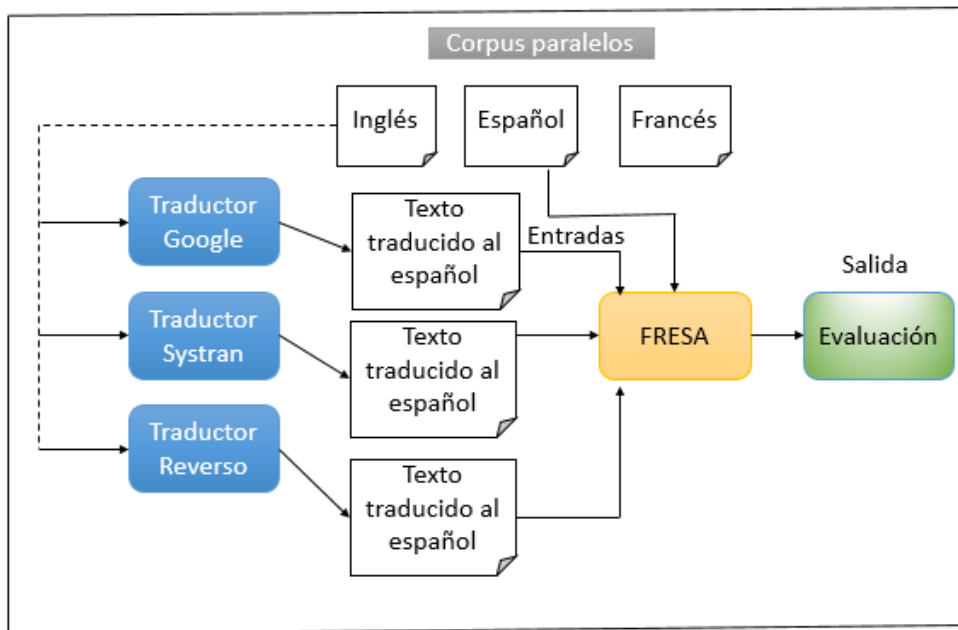 Corpus paralelos
Inglés
Español
Francés
Traductor
Google
Texto
traducido al
español
Entradas
Traductor
Systran
Texto
traducido al
español
FRESA
Salida
Evaluación
Traductor
Reverso
Texto
traducido al
español